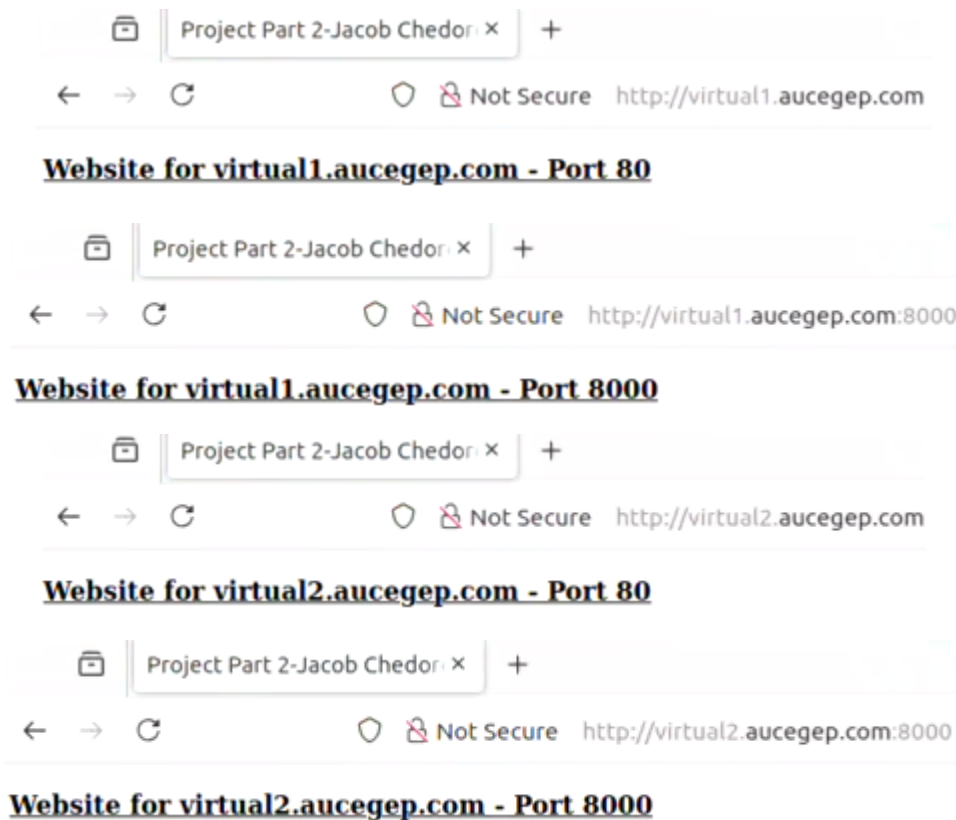 Project Part 2-Jacob Chedor
Not Secure http://virtual1.aucegep.com
Website for virtual1.aucegep.com - Port 80
Project Part 2-Jacob Chedor
Not Secure http://virtual1.aucegep.com:8000
Website for virtual1.aucegep.com - Port 8000
Project Part 2-Jacob Chedor
Not Secure http://virtual2.aucegep.com
Website for virtual2.aucegep.com - Port 80
Project Part 2-Jacob Chedor
Not Secure http://virtual2.aucegep.com:8000
Website for virtual2.aucegep.com - Port 8000